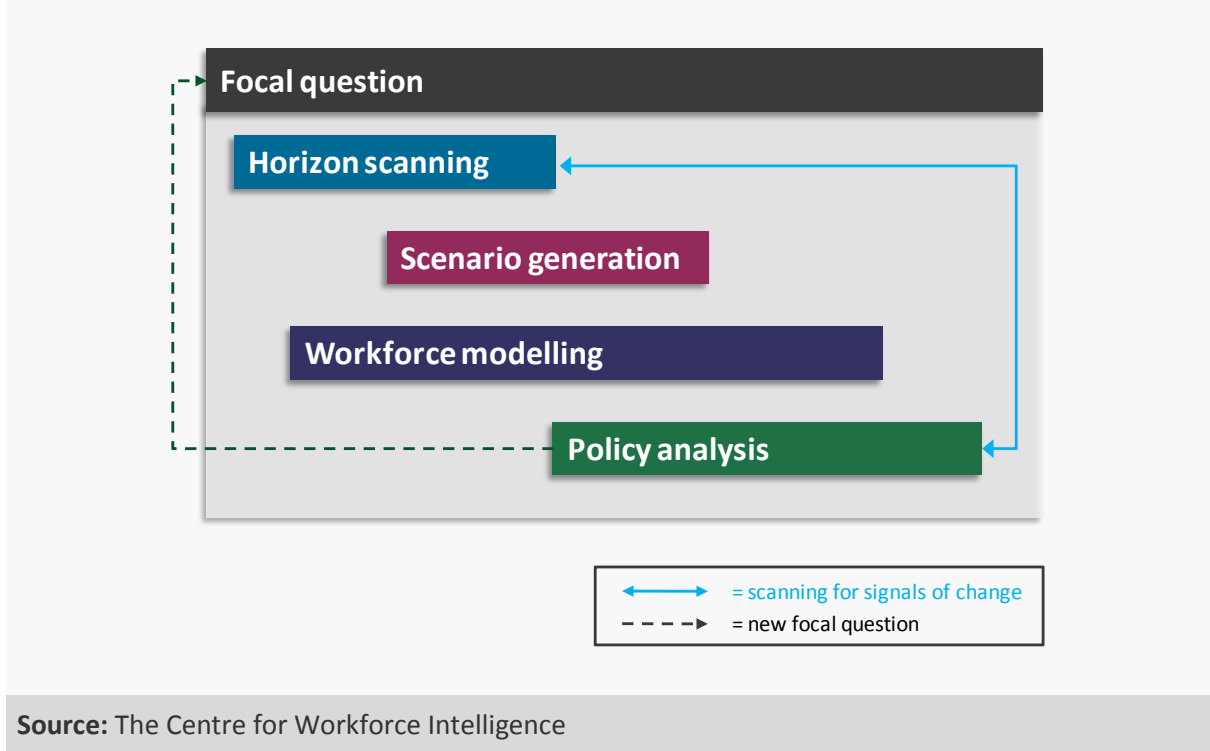 Focal question
Horizon scanning
Scenario generation
Workforce modelling
Policy analysis
= scanning for signals of change
= new focal question
Source: The Centre for Workforce Intelligence